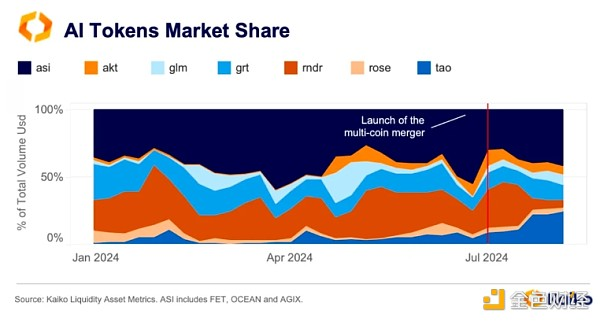 AI Tokens Market Share
asi akt glm grt rndr rose tao
% of Total Volume Usd
100%
50%
0%
Launch of the
multi-coin merger
Jan 2024 Apr 2024 Jul 2024
Source: Kaiko Liquidity Asset Metrics. ASI includes FET, OCEAN and AGIX.
金色财经